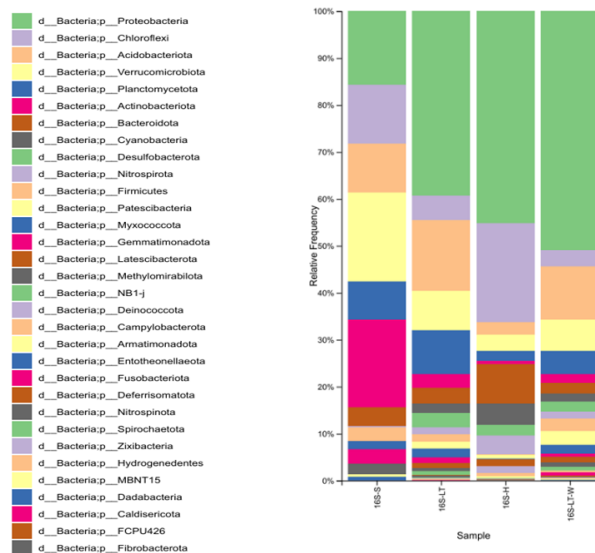 d__Bacteria;p__Proteobacteria
d__Bacteria;p__Chloroflexi
d__Bacteria;p__Acidobacteriota
d__Bacteria;p__Verrucomicrobiota
d__Bacteria;p__Planctomycetota
d__Bacteria;p__Actinobacteriota
d__Bacteria;p__Bacteroidota
d__Bacteria;p__Cyanobacteria
d__Bacteria;p__Desulfobacterota
d__Bacteria;p__Nitrospirota
d__Bacteria;p__Firmicutes
d__Bacteria;p__Patescibacteria
d__Bacteria;p__Myxococcota
d__Bacteria;p__Gemmatimonadota
d__Bacteria;p__Latescibacterota
d__Bacteria;p__Methylomirabilota
d__Bacteria;p__NB1-j
d__Bacteria;p__Deinococcota
d__Bacteria;p__Campylobacterota
d__Bacteria;p__Armatimonadota
d__Bacteria;p__Entotheonellaeota
d__Bacteria;p__Fusobacteriota
d__Bacteria;p__Deferrisomatota
d__Bacteria;p__Nitrospinota
d__Bacteria;p__Spirochaetota
d__Bacteria;p__Zixibacteria
d__Bacteria;p__Hydrogenedentes
d__Bacteria;p__MBNT15
d__Bacteria;p__Dadabacteria
d__Bacteria;p__Caldisericota
d__Bacteria;p__FCPU426
d__Bacteria;p__Fibrobacterota
Relative Frequency
100%
90%
80%
70%
60%
50%
40%
30%
20%
10%
0%
16S-S
16S-LT
16S-H
16S-LT-W
Sample